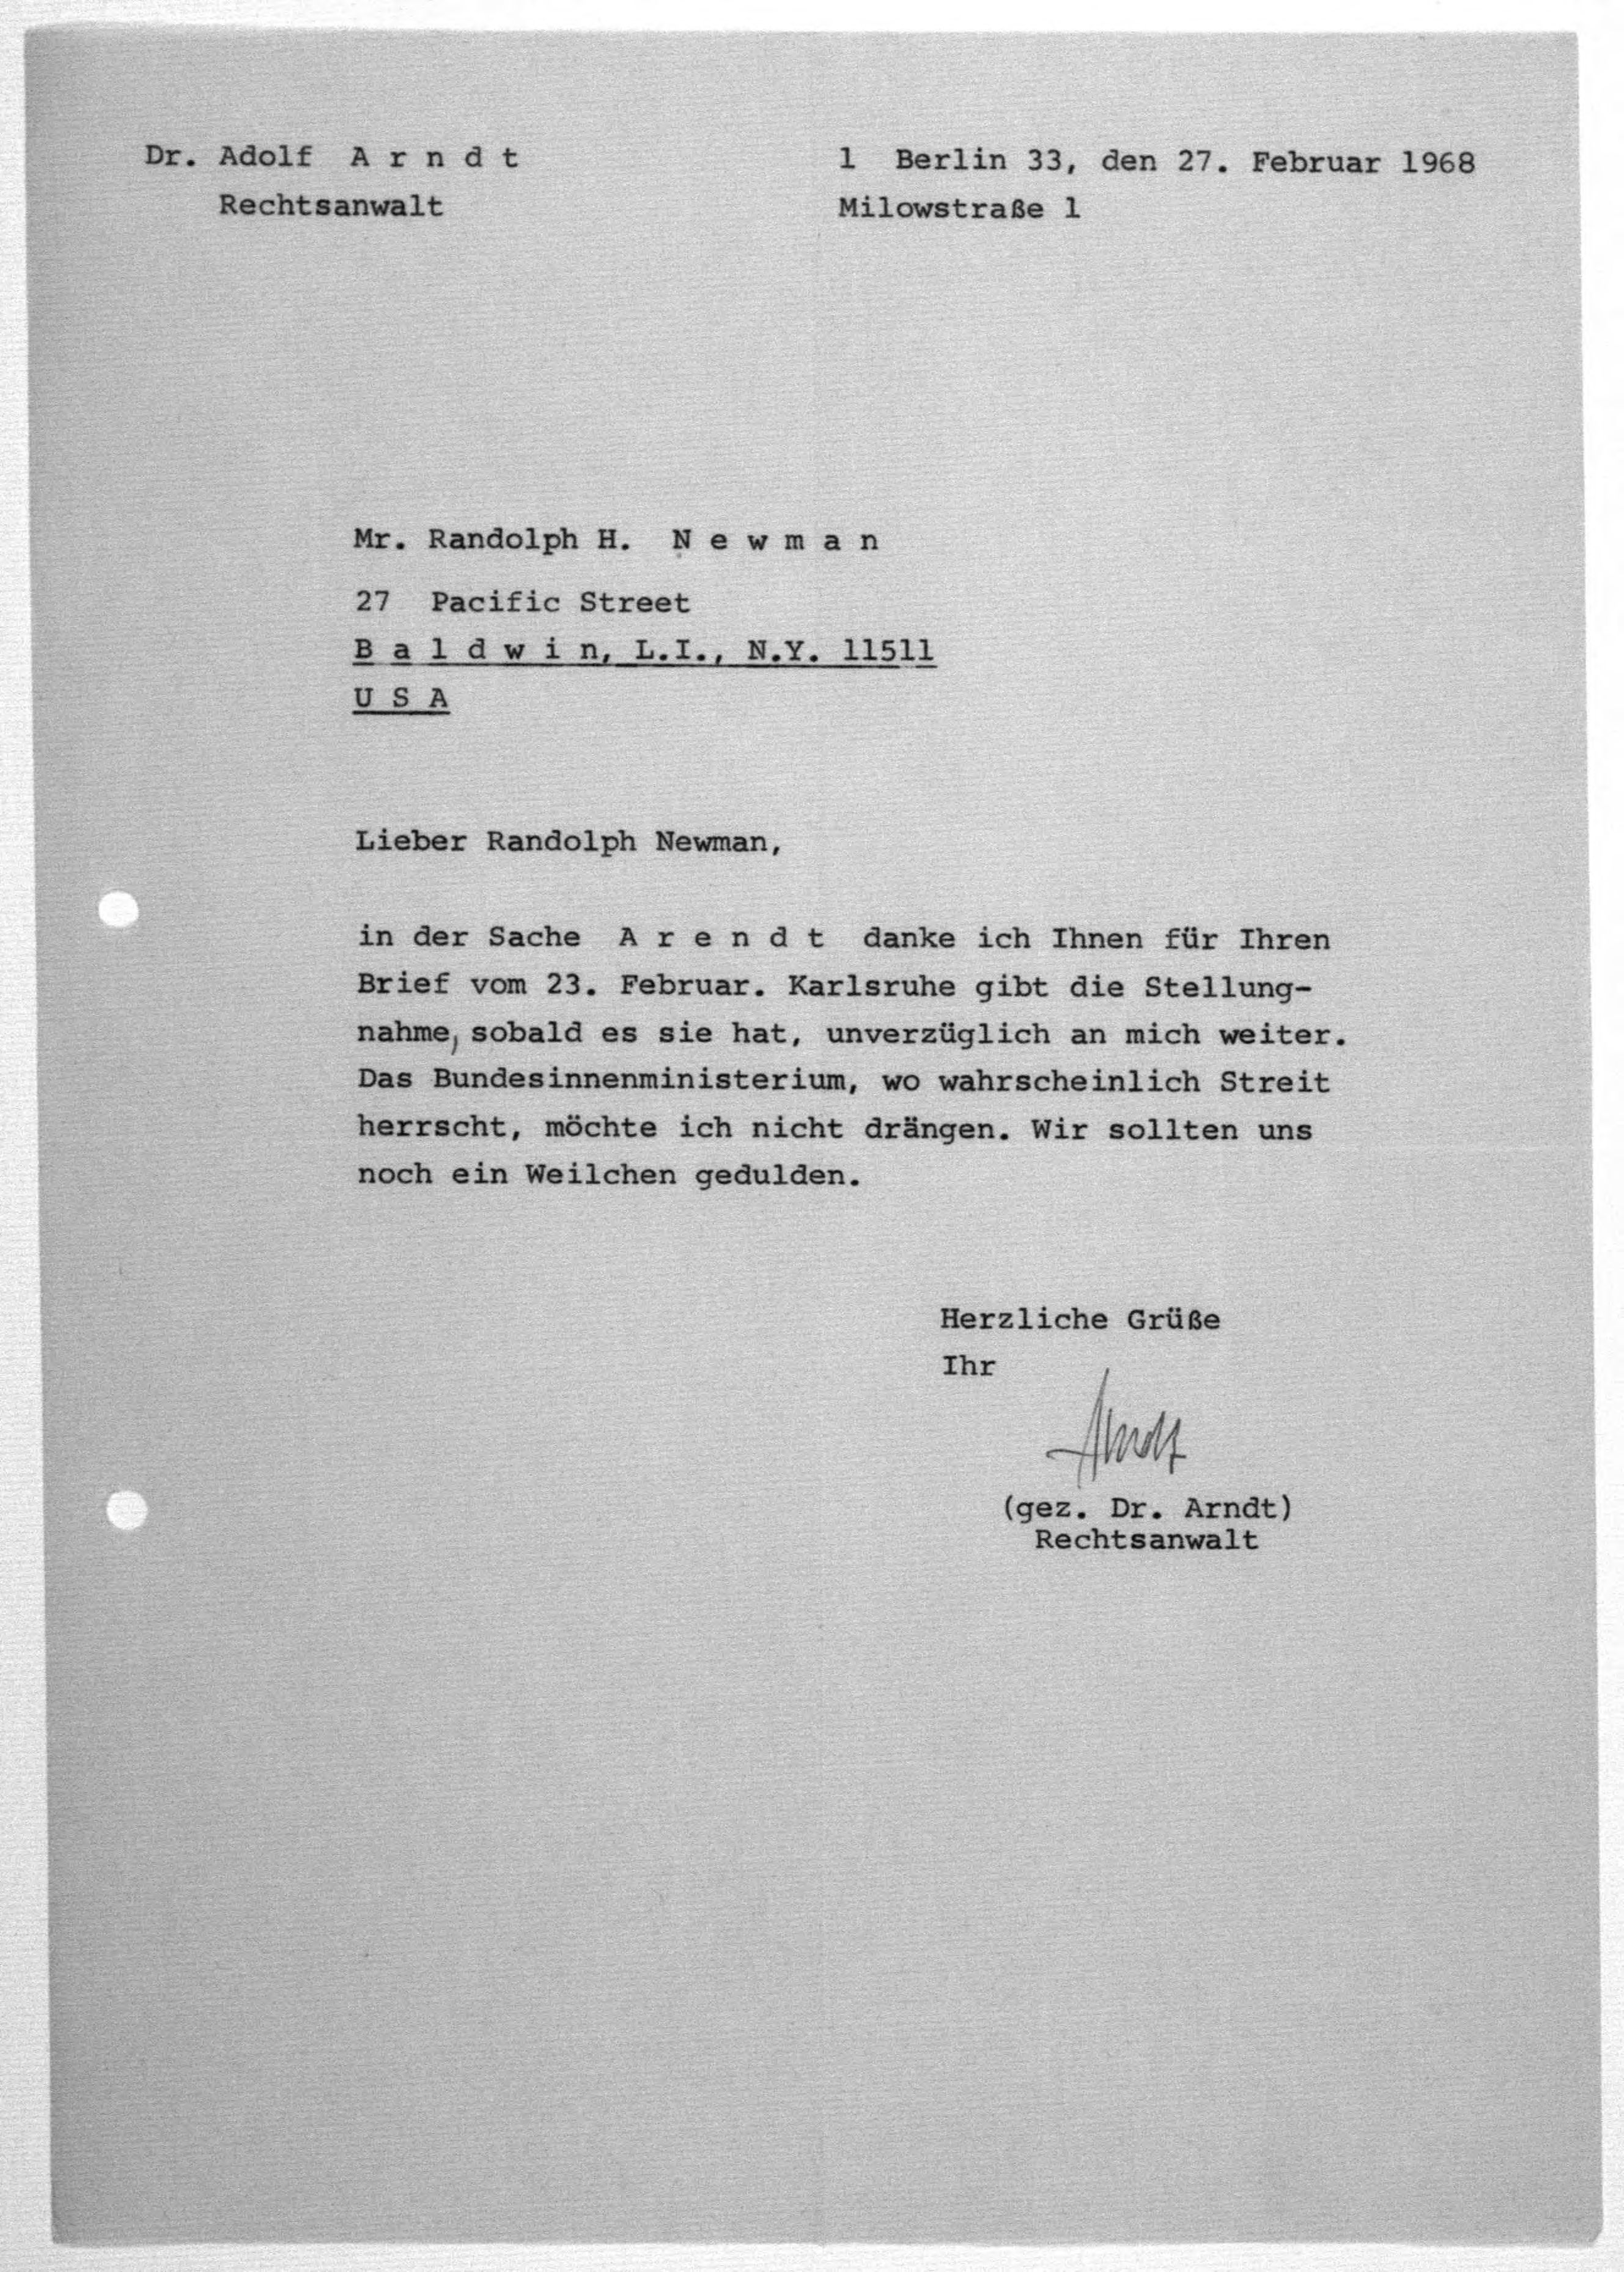 Dr. Adolf A r n d t
Rechtsanwalt
1 Berlin 33, den 27. Februar 1968
Milowstraße 1
Mr. Randolph H. N e w m a n
27 Pacific Street
B a l d w i n, L.I., N.Y. 11511
U S A
Lieber Randolph Newman,
in der Sache A r e n d t danke ich Ihnen für Ihren
Brief vom 23. Februar. Karlsruhe gibt die Stellung-
nahme, sobald es sie hat, unverzüglich an mich weiter.
Das Bundesinnenministerium, wo wahrscheinlich Streit
herrscht, möchte ich nicht drängen. Wir sollten uns
noch ein Weilchen gedulden.
Herzliche Grüße
Ihr
Arndt
(gez. Dr. Arndt)
Rechtsanwalt